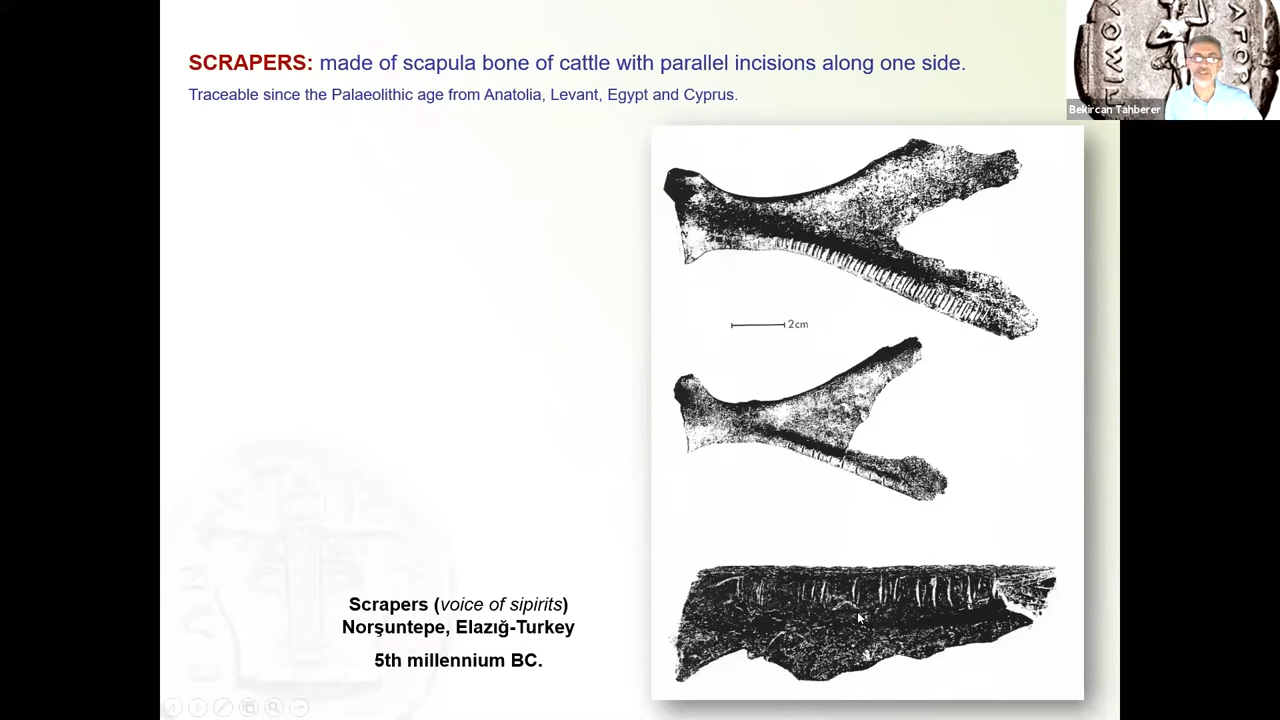 SCRAPERS: made of scapula bone of cattle with parallel incisions along one side.
Traceable since the Palaeolithic age from Anatolia, Levant, Egypt and Cyprus.
Bekircan Tahberer
2cm
Scrapers (voice of sipirits)
Norşuntepe, Elazığ-Turkey
5th millennium BC.